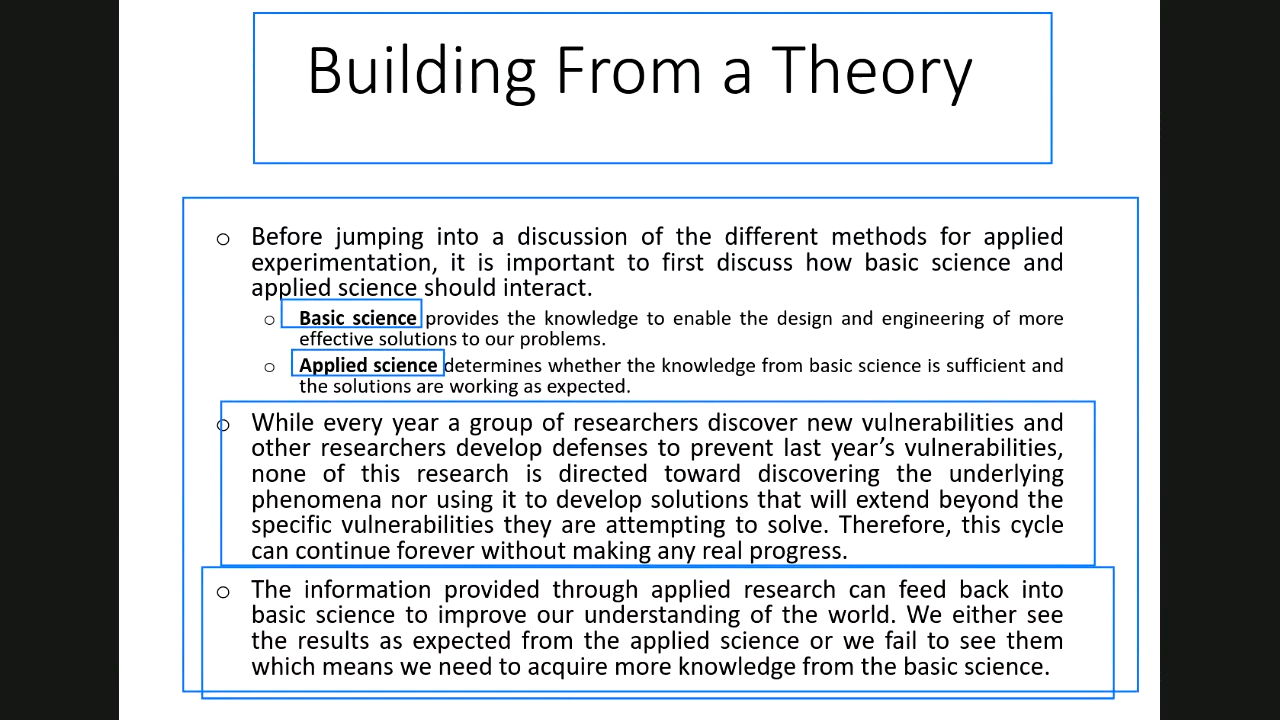 Building From a Theory
○ Before jumping into a discussion of the different methods for applied
experimentation, it is important to first discuss how basic science and
applied science should interact.
○ Basic science provides the knowledge to enable the design and engineering of more
effective solutions to our problems.
○ Applied science determines whether the knowledge from basic science is sufficient and
the solutions are working as expected.
○ While every year a group of researchers discover new vulnerabilities and
other researchers develop defenses to prevent last year’s vulnerabilities,
none of this research is directed toward discovering the underlying
phenomena nor using it to develop solutions that will extend beyond the
specific vulnerabilities they are attempting to solve. Therefore, this cycle
can continue forever without making any real progress.
○ The information provided through applied research can feed back into
basic science to improve our understanding of the world. We either see
the results as expected from the applied science or we fail to see them
which means we need to acquire more knowledge from the basic science.